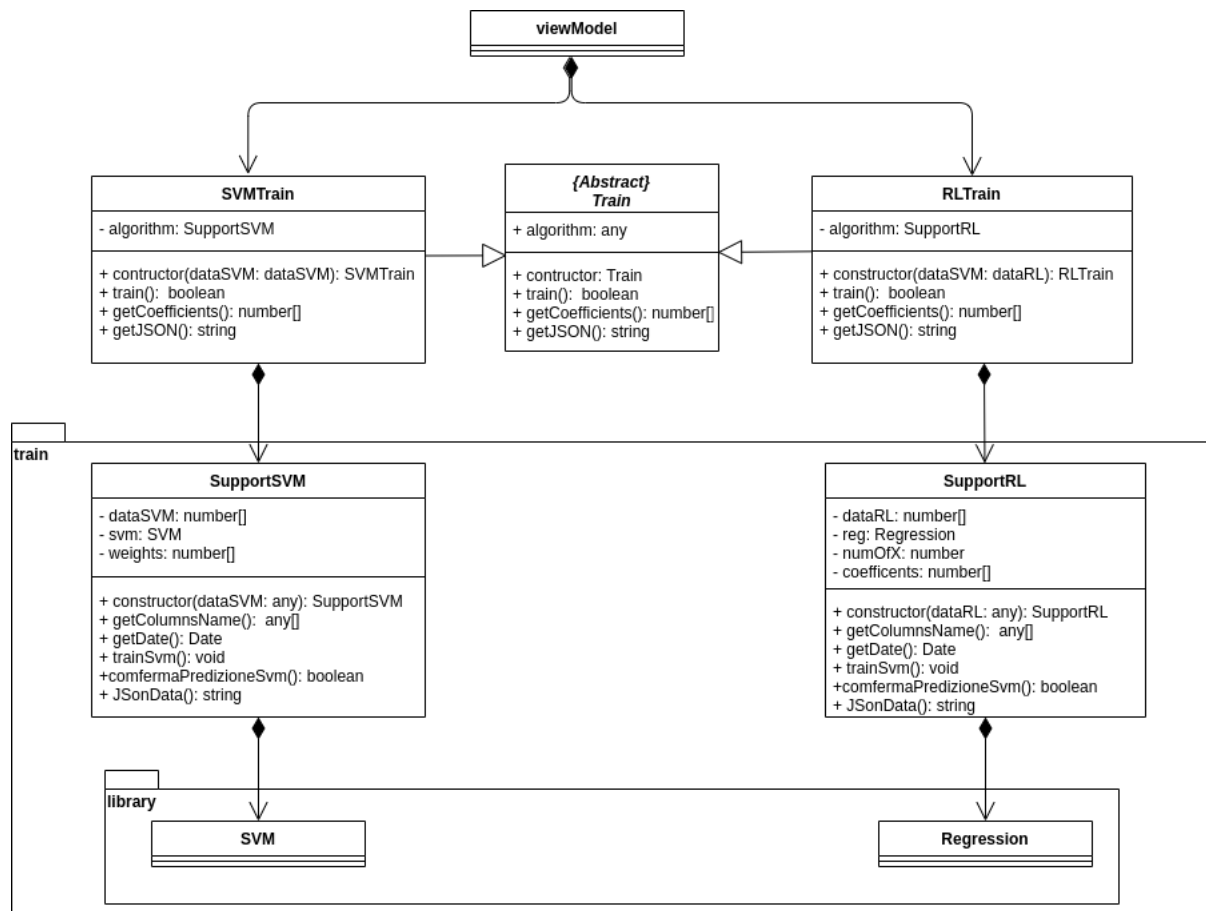 viewModel
SVMTrain
- algorithm: SupportSVM
+ contructor(dataSVM: dataSVM): SVMTrain
+ train():  boolean
+ getCoefficients(): number[]
+ getJSON(): string
{Abstract}
Train
+ algorithm: any
+ contructor: Train
+ train():  boolean
+ getCoefficients(): number[]
+ getJSON(): string
RLTrain
- algorithm: SupportRL
+ constructor(dataSVM: dataRL): RLTrain
+ train():  boolean
+ getCoefficients(): number[]
+ getJSON(): string
train
SupportSVM
- dataSVM: number[]
- svm: SVM
- weights: number[]
+ constructor(dataSVM: any): SupportSVM
+ getColumnsName():  any[]
+ getDate(): Date
+ trainSvm(): void
+comfermaPredizioneSvm(): boolean
+ JSonData(): string
SupportRL
- dataRL: number[]
- reg: Regression
- numOfX: number
- coefficents: number[]
+ constructor(dataRL: any): SupportRL
+ getColumnsName():  any[]
+ getDate(): Date
+ trainSvm(): void
+comfermaPredizioneSvm(): boolean
+ JSonData(): string
library
SVM
Regression